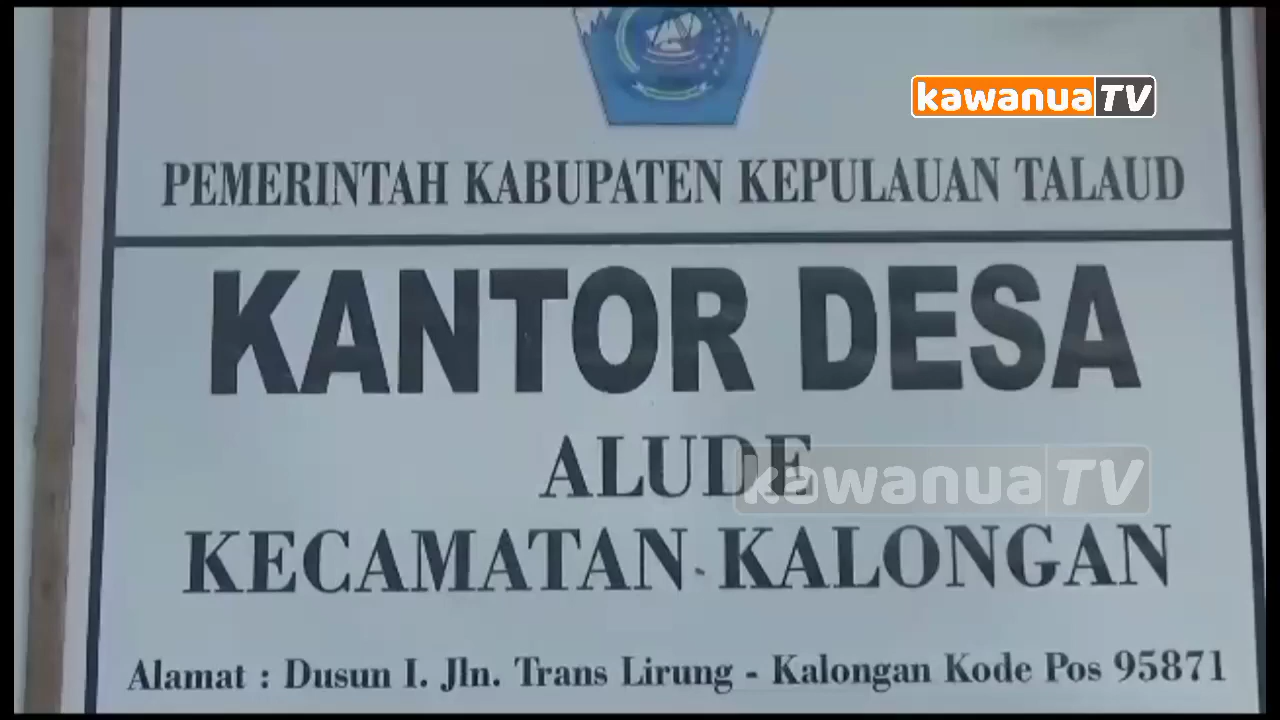 kawanuaTV
PEMERINTAH KABUPATEN KEPULAUAN TALAUD
KANTOR DESA
ALUDE
kawanuaTV
KECAMATAN KALONGAN
Alamat : Dusun I. Jln. Trans Lirung - Kalongan Kode Pos 95871